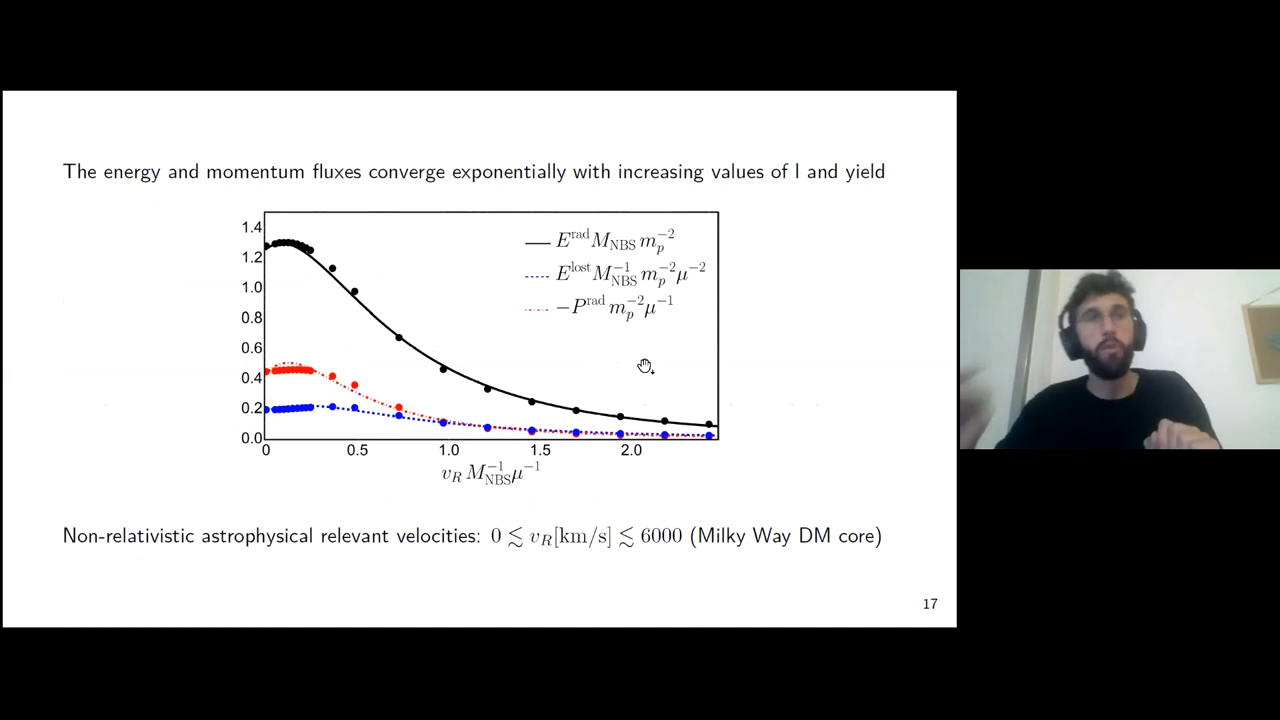 The energy and momentum fluxes converge exponentially with increasing values of l and yield
1.4
1.2
1.0
0.8
0.6
0.4
0.2
0.0
E^rad M_NBS m_p^-2
E^lost M_NBS^-1 m_p^-2 μ^-2
-P^rad m_p^-2 μ^-1
0 0.5 1.0 1.5 2.0
v_R M_NBS^-1 μ^-1
Non-relativistic astrophysical relevant velocities: 0 ≲ v_R[km/s] ≲ 6000 (Milky Way DM core)
17